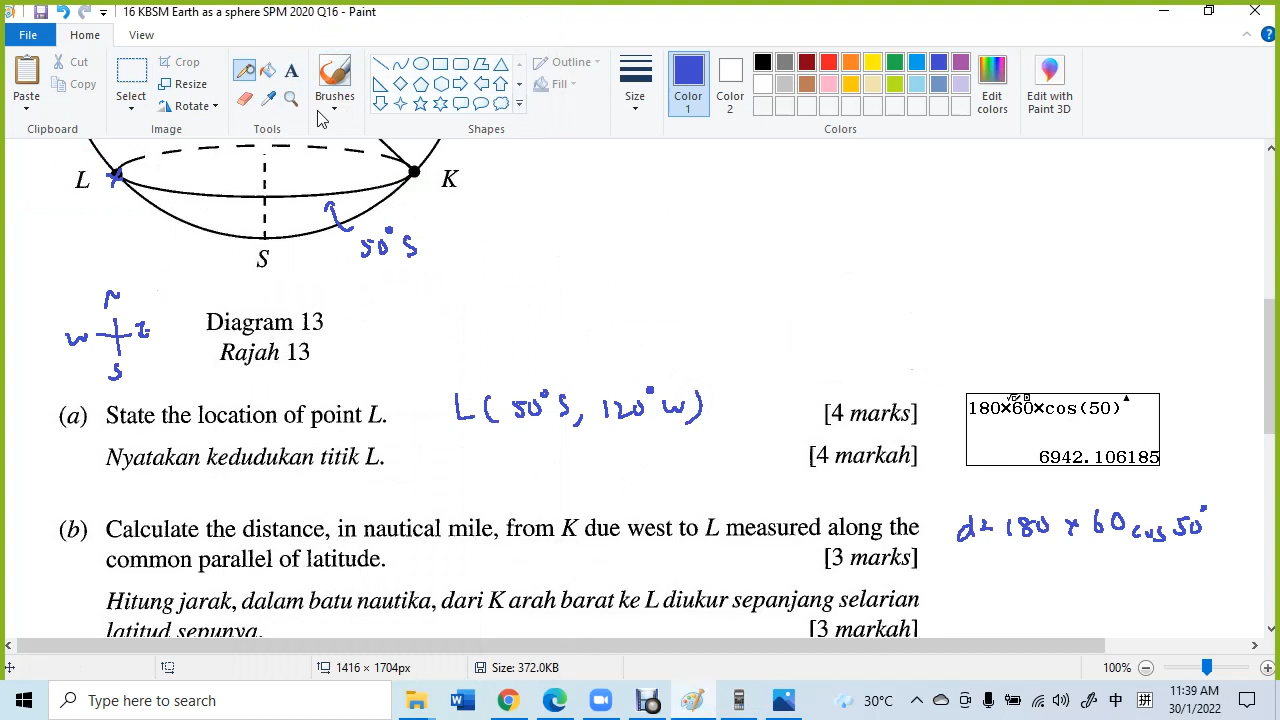 16 KBSM Earth as a sphere SPM 2020 Q16 - Paint
File Home View
Paste Cut Copy Clipboard
Select Crop Resize Rotate Image
A Tools
Brushes
Outline Fill Shapes
Size
Color 1 Color 2 Edit colors Edit with Paint 3D Colors
L K
50°S
S
N
W E
S
Diagram 13
Rajah 13
(a) State the location of point L. L(50°S, 120°W) [4 marks]
Nyatakan kedudukan titik L. [4 markah]
180×60×cos(50)
6942.106185
(b) Calculate the distance, in nautical mile, from K due west to L measured along the
common parallel of latitude. [3 marks]
d= 180 × 60 cos 50°
Hitung jarak, dalam batu nautika, dari K arah barat ke L diukur sepanjang selarian
latitud sepunya. [3 markah]
1416 × 1704px Size: 372.0KB 100%
Type here to search 30°C 中 拼 11:39 AM
30/1/2022